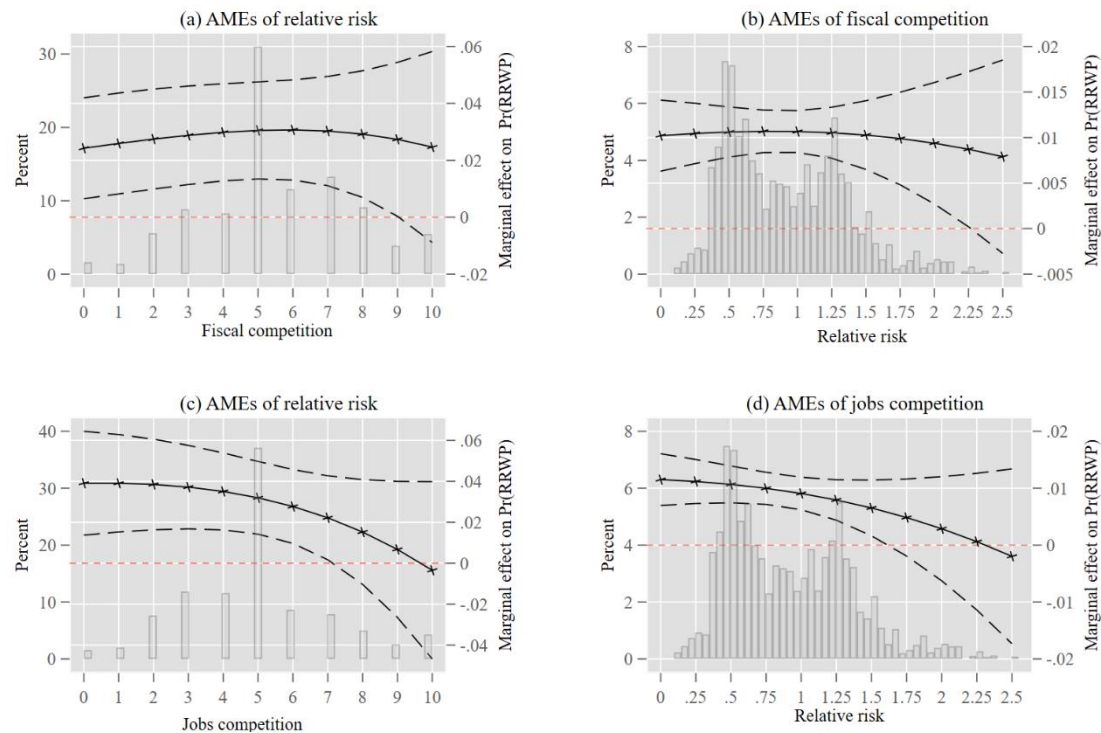 (a) AMEs of relative risk
30
20
10
0
Percent
.06
.04
.02
0
-.02
Marginal effect on Pr(RRWP)
0 1 2 3 4 5 6 7 8 9 10
Fiscal competition
(b) AMEs of fiscal competition
8
6
4
2
0
Percent
.02
.015
.01
.005
0
-.005
Marginal effect on Pr(RRWP)
0 .25 .5 .75 1 1.25 1.5 1.75 2 2.25 2.5
Relative risk
(c) AMEs of relative risk
40
30
20
10
0
Percent
.06
.04
.02
0
-.02
-.04
Marginal effect on Pr(RRWP)
0 1 2 3 4 5 6 7 8 9 10
Jobs competition
(d) AMEs of jobs competition
8
6
4
2
0
Percent
.02
.01
0
-.01
-.02
Marginal effect on Pr(RRWP)
0 .25 .5 .75 1 1.25 1.5 1.75 2 2.25 2.5
Relative risk